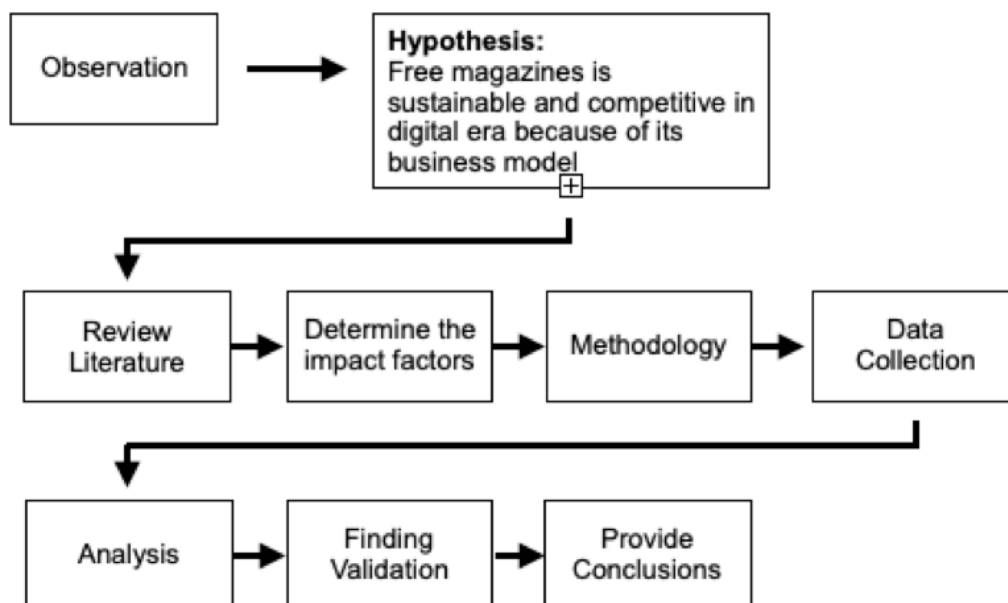 Observation
Hypothesis:
Free magazines is
sustainable and competitive in
digital era because of its
business model
Review
Literature
Determine the
impact factors
Methodology
Data
Collection
Analysis
Finding
Validation
Provide
Conclusions